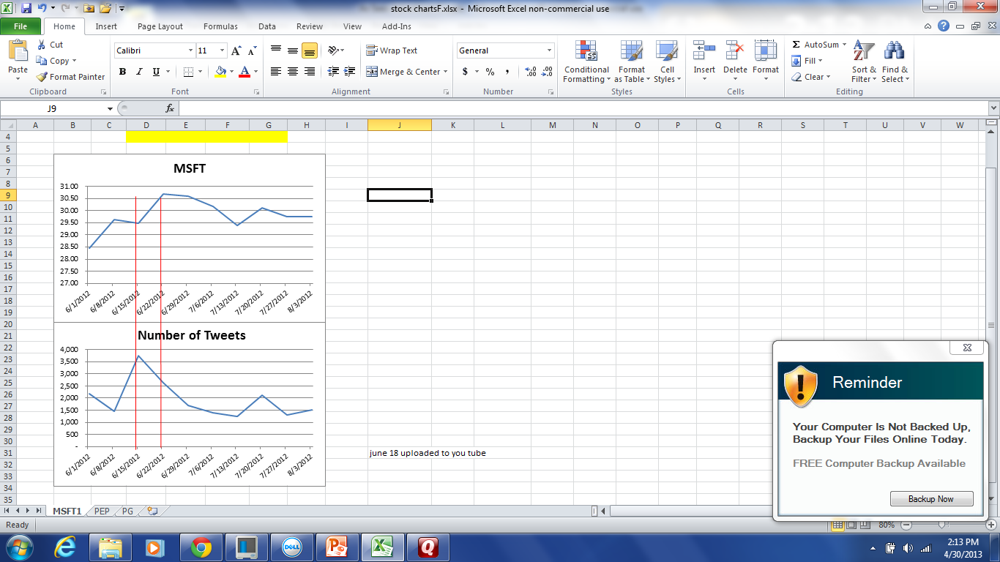 stock chartsF.xlsx - Microsoft Excel non-commercial use
File Home Insert Page Layout Formulas Data Review View Add-Ins
Paste
Cut
Copy
Format Painter
Clipboard
Calibri 11
B I U
Font
Wrap Text
Merge & Center
Alignment
General
$ % ,
Number
Conditional Formatting
Format as Table
Cell Styles
Styles
Insert Delete Format
Cells
AutoSum
Fill
Clear
Sort & Filter
Find & Select
Editing
J9 fx
A B C D E F G H I J K L M N O P Q R S T U V W
4
5
6
7
8
9
10
11
12
13
14
15
16
17
18
19
20
21
22
23
24
25
26
27
28
29
30
31
32
33
34
35
MSFT
31.00
30.50
30.00
29.50
29.00
28.50
28.00
27.50
27.00
6/1/2012 6/8/2012 6/15/2012 6/22/2012 6/29/2012 7/6/2012 7/13/2012 7/20/2012 7/27/2012 8/3/2012
Number of Tweets
4,000
3,500
3,000
2,500
2,000
1,500
1,000
500
-
6/1/2012 6/8/2012 6/15/2012 6/22/2012 6/29/2012 7/6/2012 7/13/2012 7/20/2012 7/27/2012 8/3/2012
june 18 uploaded to you tube
Reminder
Your Computer Is Not Backed Up,
Backup Your Files Online Today.
FREE Computer Backup Available
Backup Now
MSFT1 PEP PG
Ready
80%
DELL
2:13 PM
4/30/2013